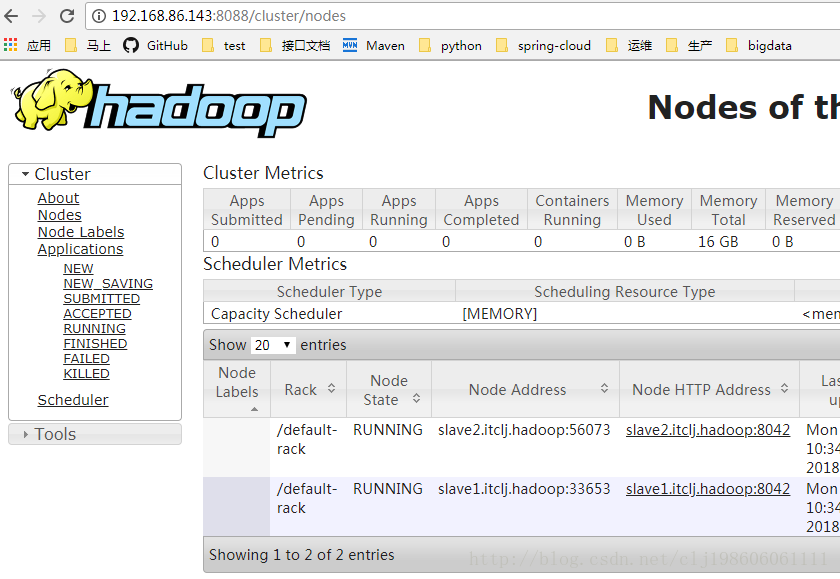 192.168.86.143:8088/cluster/nodes
应用 马上 GitHub test 接口文档 MVN Maven python spring-cloud 运维 生产 bigdata
hadoop
Nodes of th
Cluster
About
Nodes
Node Labels
Applications
NEW
NEW_SAVING
SUBMITTED
ACCEPTED
RUNNING
FINISHED
FAILED
KILLED
Scheduler
Tools
Cluster Metrics
Apps Submitted Apps Pending Apps Running Apps Completed Containers Running Memory Used Memory Total Memory Reserved
0 0 0 0 0 0 B 16 GB 0 B
Scheduler Metrics
Scheduler Type Scheduling Resource Type
Capacity Scheduler [MEMORY] <mem
Show 20 entries
Node Labels Rack Node State Node Address Node HTTP Address Las up
/default-rack RUNNING slave2.itclj.hadoop:56073 slave2.itclj.hadoop:8042 Mon 10:34 2018
/default-rack RUNNING slave1.itclj.hadoop:33653 slave1.itclj.hadoop:8042 Mon 10:34 2018
Showing 1 to 2 of 2 entries
http://blog.csdn.net/clj198606061111